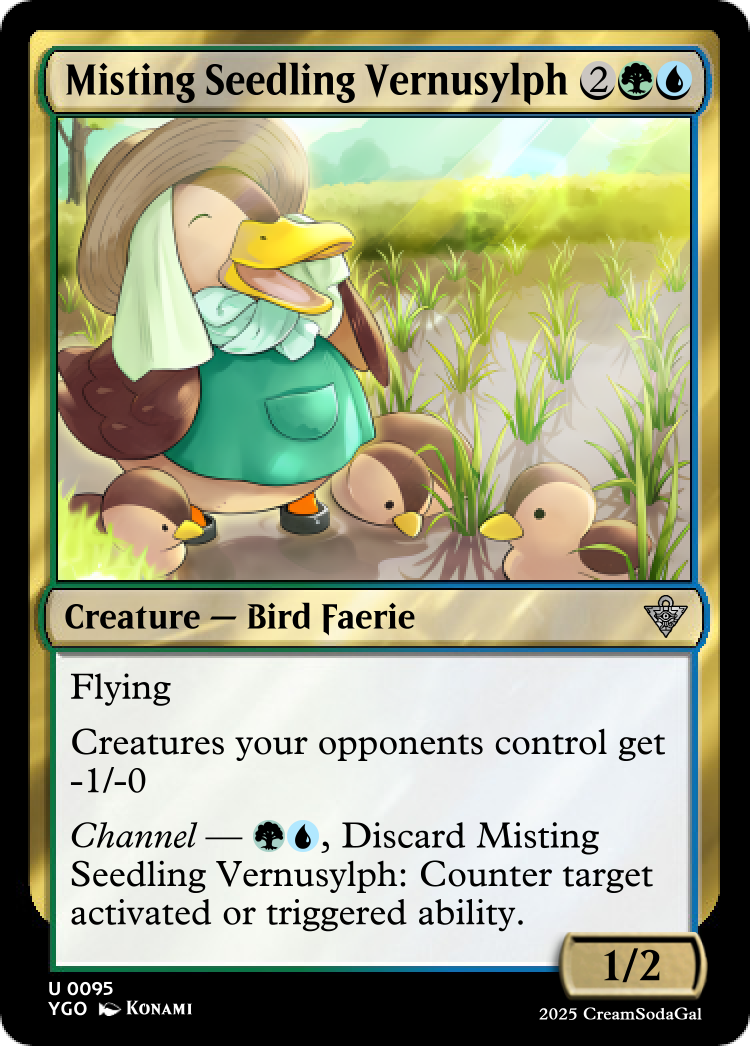 Misting Seedling Vernusylph 2
Creature — Bird Faerie
Flying
Creatures your opponents control get
-1/-0
Channel — , Discard Misting
Seedling Vernusylph: Counter target
activated or triggered ability.
1/2
U 0095
YGO KONAMI
2025 CreamSodaGal